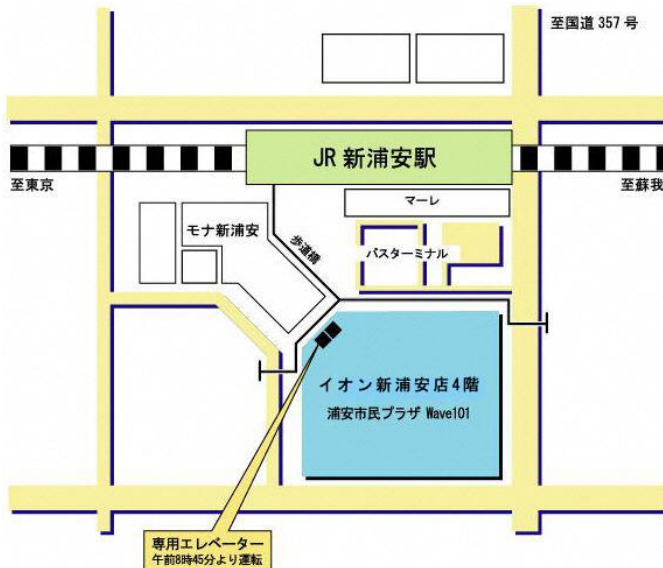 至国道 357 号
JR 新浦安駅
至東京
至蘇我
マーレ
モナ新浦安
歩道橋
バスターミナル
イオン新浦安店4階
浦安市民プラザ Wave101
専用エレベーター
午前8時45分より運転